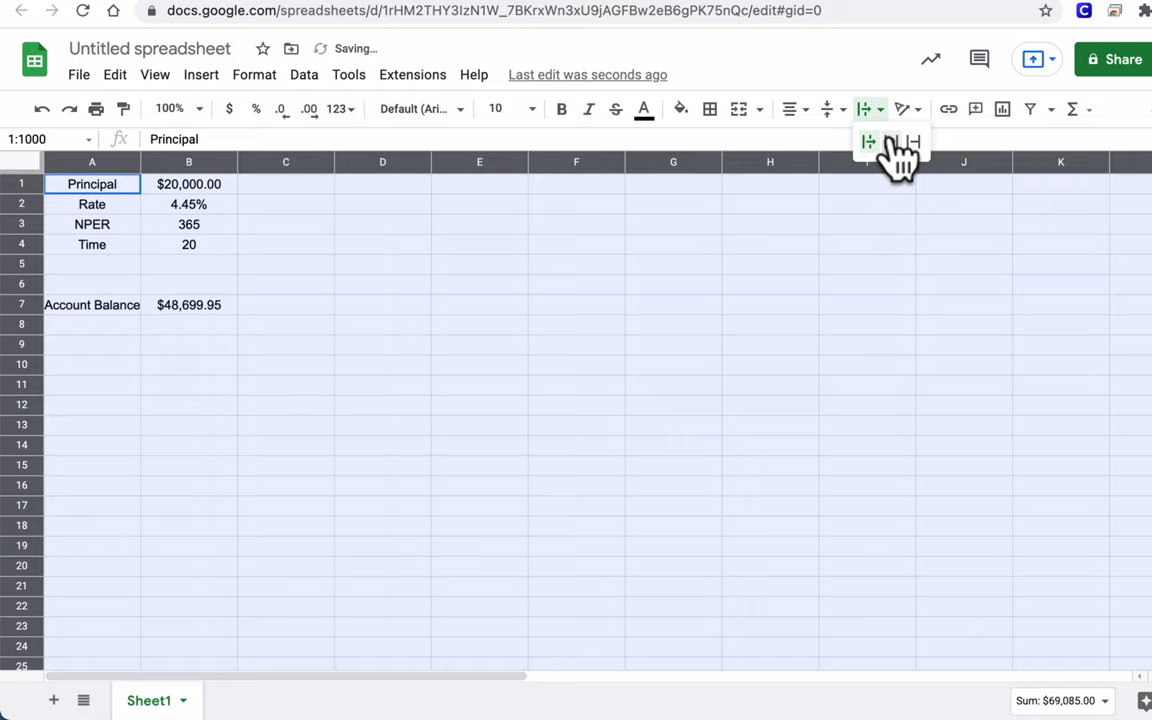 docs.google.com/spreadsheets/d/1rHM2THY3IzN1W_7BKrxWn3xU9jAGFBw2eB6gPK75nQc/edit#gid=0
Untitled spreadsheet Saving...
File Edit View Insert Format Data Tools Extensions Help Last edit was seconds ago Share
100% $ % .0 .00 123 Default (Ari... 10 B I S A
1:1000 fx Principal
A B C D E F G H I J K
1 Principal $20,000.00
2 Rate 4.45%
3 NPER 365
4 Time 20
5
6
7 Account Balance $48,699.95
8
9
10
11
12
13
14
15
16
17
18
19
20
21
22
23
24
25
Sheet1 Sum: $69,085.00